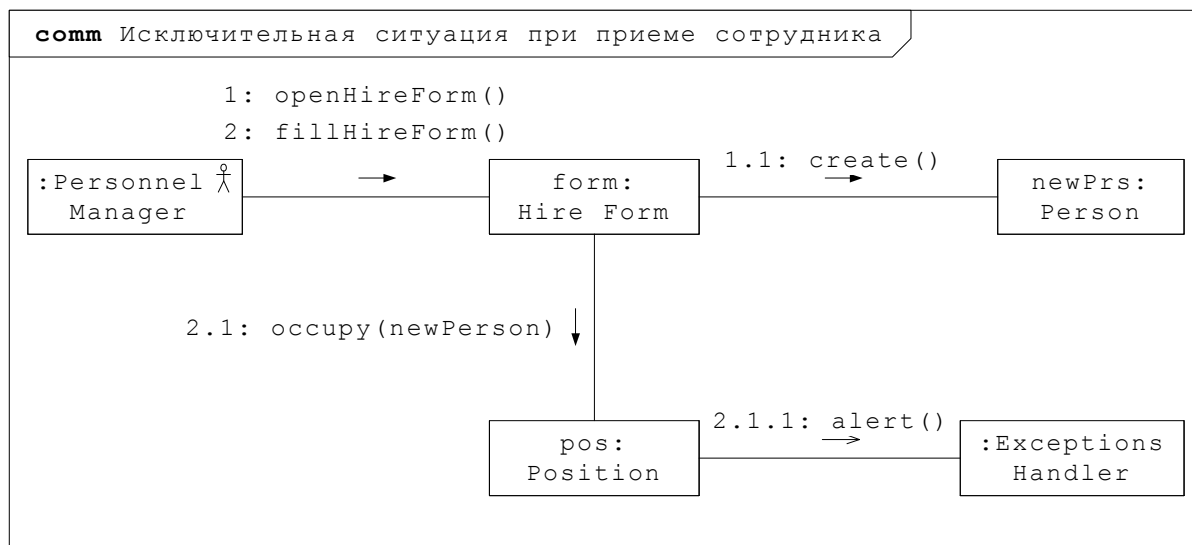 comm Исключительная ситуация при приеме сотрудника
1: openHireForm()
2: fillHireForm()
1.1: create()
:Personnel
Manager
form:
Hire Form
newPrs:
Person
2.1: occupy(newPerson)
2.1.1: alert()
pos:
Position
:Exceptions
Handler